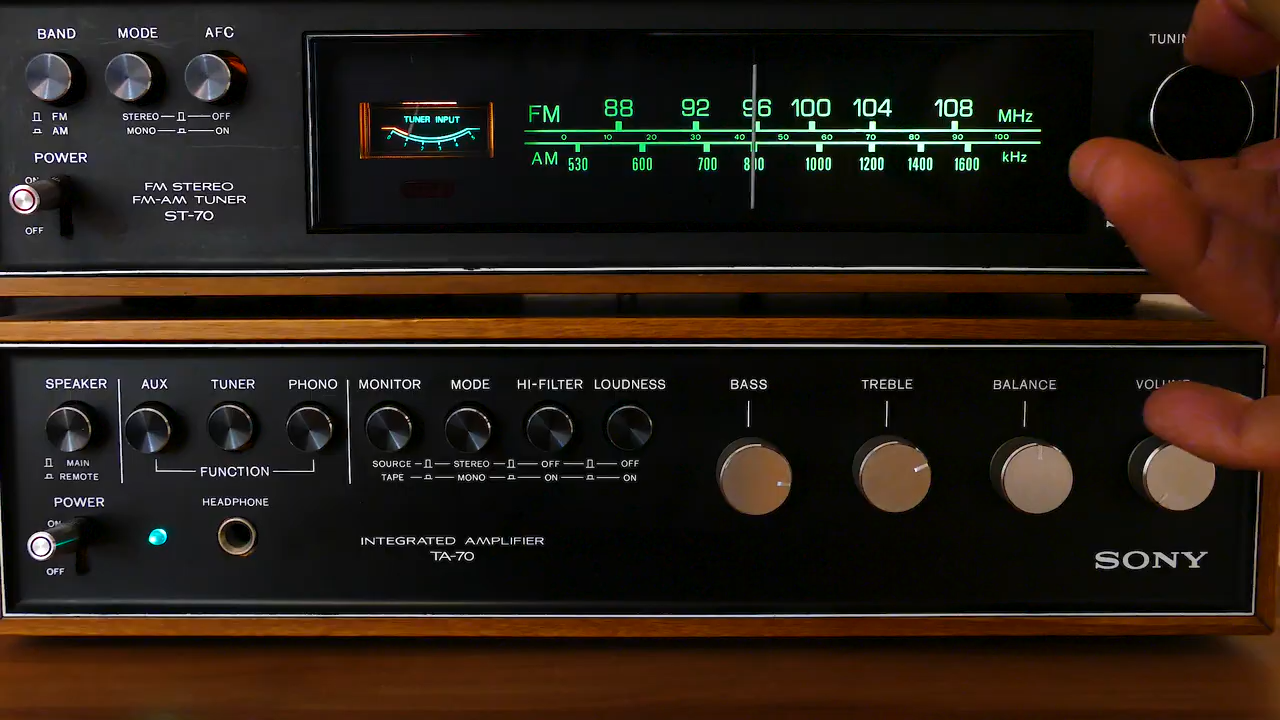 BAND MODE AFC
FM STEREO OFF
AM MONO ON
POWER
ON
OFF
FM STEREO
FM-AM TUNER
ST-70
TUNER INPUT
FM 88 92 96 100 104 108 MHz
0 10 20 30 40 50 60 70 80 90 100
AM 530 600 700 800 1000 1200 1400 1600 kHz
SPEAKER AUX TUNER PHONO MONITOR MODE HI-FILTER LOUDNESS BASS TREBLE BALANCE VOLUME
MAIN
REMOTE
FUNCTION
SOURCE STEREO OFF OFF
TAPE MONO ON ON
POWER
ON
OFF
HEADPHONE
INTEGRATED AMPLIFIER
TA-70
SONY